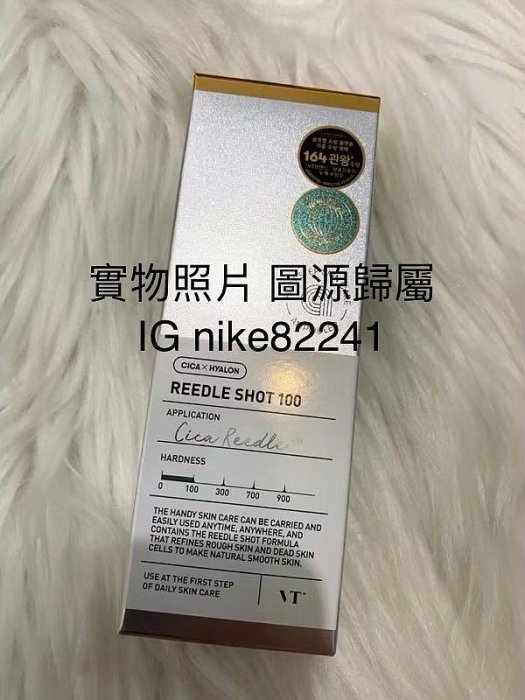 164관왕
實物照片 圖源歸屬
IG nike82241
CICA×HYALON
REEDLE SHOT 100
APPLICATION
Cica Reedle
HARDNESS
0 100 300 700 900
THE HANDY SKIN CARE CAN BE CARRIED AND
EASILY USED ANYTIME, ANYWHERE, AND
CONTAINS THE REEDLE SHOT FORMULA
THAT REFINES ROUGH SKIN AND DEAD SKIN
CELLS TO MAKE NATURAL SMOOTH SKIN.
USE AT THE FIRST STEP
OF DAILY SKIN CARE
VT